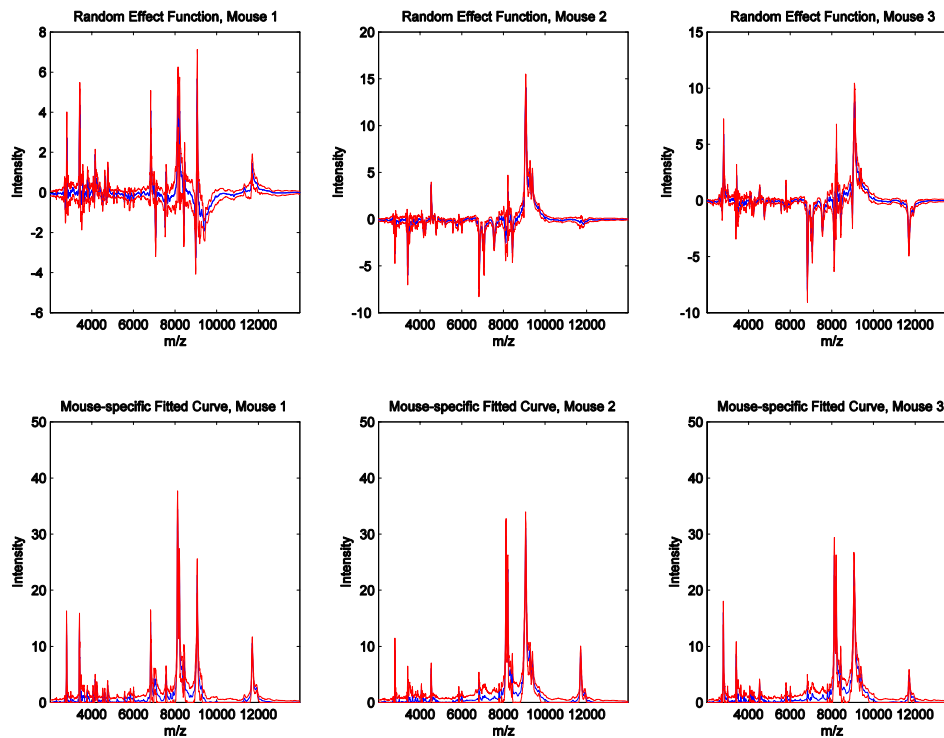 Random Effect Function, Mouse 1
8
6
4
2
0
-2
-4
-6
Intensity
4000 6000 8000 10000 12000
m/z
Random Effect Function, Mouse 2
20
15
10
5
0
-5
-10
Intensity
4000 6000 8000 10000 12000
m/z
Random Effect Function, Mouse 3
15
10
5
0
-5
-10
Intensity
4000 6000 8000 10000 12000
m/z
Mouse-specific Fitted Curve, Mouse 1
50
40
30
20
10
0
Intensity
4000 6000 8000 10000 12000
m/z
Mouse-specific Fitted Curve, Mouse 2
50
40
30
20
10
0
Intensity
4000 6000 8000 10000 12000
m/z
Mouse-specific Fitted Curve, Mouse 3
50
40
30
20
10
0
Intensity
4000 6000 8000 10000 12000
m/z